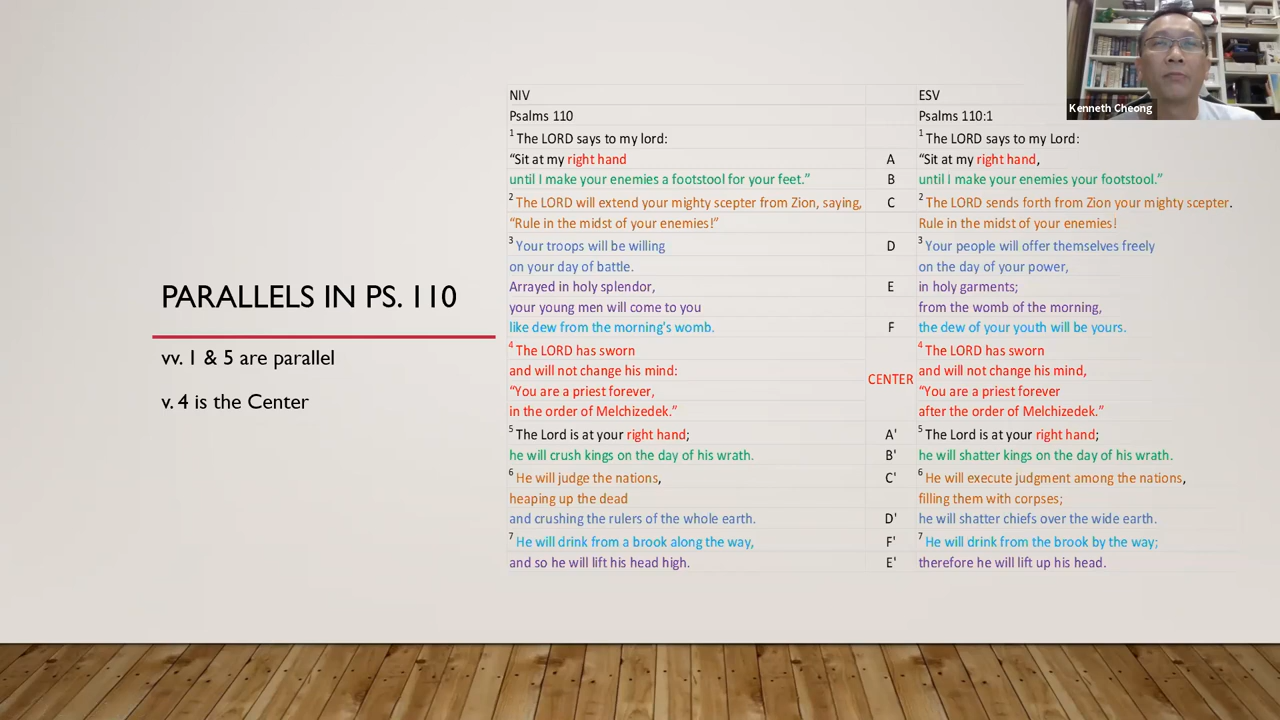 Kenneth Cheong
PARALLELS IN PS. 110
vv. 1 & 5 are parallel
v. 4 is the Center
NIV ESV
Psalms 110 Psalms 110:1
1 The LORD says to my lord: 1 The LORD says to my Lord:
“Sit at my right hand A “Sit at my right hand,
until I make your enemies a footstool for your feet.” B until I make your enemies your footstool.”
2 The LORD will extend your mighty scepter from Zion, saying, C 2 The LORD sends forth from Zion your mighty scepter.
“Rule in the midst of your enemies!” Rule in the midst of your enemies!
3 Your troops will be willing D 3 Your people will offer themselves freely
on your day of battle. on the day of your power,
Arrayed in holy splendor, E in holy garments;
your young men will come to you from the womb of the morning,
like dew from the morning's womb. F the dew of your youth will be yours.
4 The LORD has sworn 4 The LORD has sworn
and will not change his mind: CENTER and will not change his mind,
“You are a priest forever, “You are a priest forever
in the order of Melchizedek.” after the order of Melchizedek.”
5 The Lord is at your right hand; A' 5 The Lord is at your right hand;
he will crush kings on the day of his wrath. B' he will shatter kings on the day of his wrath.
6 He will judge the nations, C' 6 He will execute judgment among the nations,
heaping up the dead filling them with corpses;
and crushing the rulers of the whole earth. D' he will shatter chiefs over the wide earth.
7 He will drink from a brook along the way, F' 7 He will drink from the brook by the way;
and so he will lift his head high. E' therefore he will lift up his head.